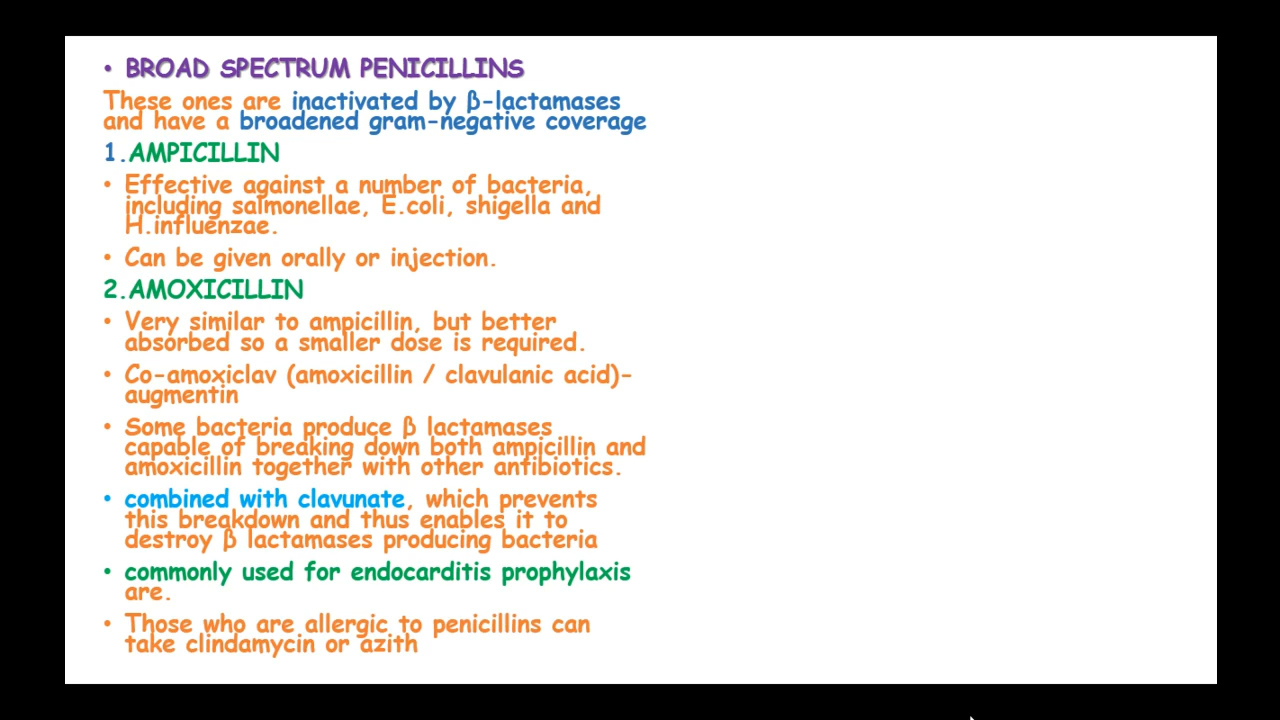 • BROAD SPECTRUM PENICILLINS
These ones are inactivated by β-lactamases
and have a broadened gram-negative coverage
1.AMPICILLIN
• Effective against a number of bacteria,
including salmonellae, E.coli, shigella and
H.influenzae.
• Can be given orally or injection.
2.AMOXICILLIN
• Very similar to ampicillin, but better
absorbed so a smaller dose is required.
• Co-amoxiclav (amoxicillin / clavulanic acid)-
augmentin
• Some bacteria produce β lactamases
capable of breaking down both ampicillin and
amoxicillin together with other antibiotics.
• combined with clavunate, which prevents
this breakdown and thus enables it to
destroy β lactamases producing bacteria
• commonly used for endocarditis prophylaxis
are.
• Those who are allergic to penicillins can
take clindamycin or azith